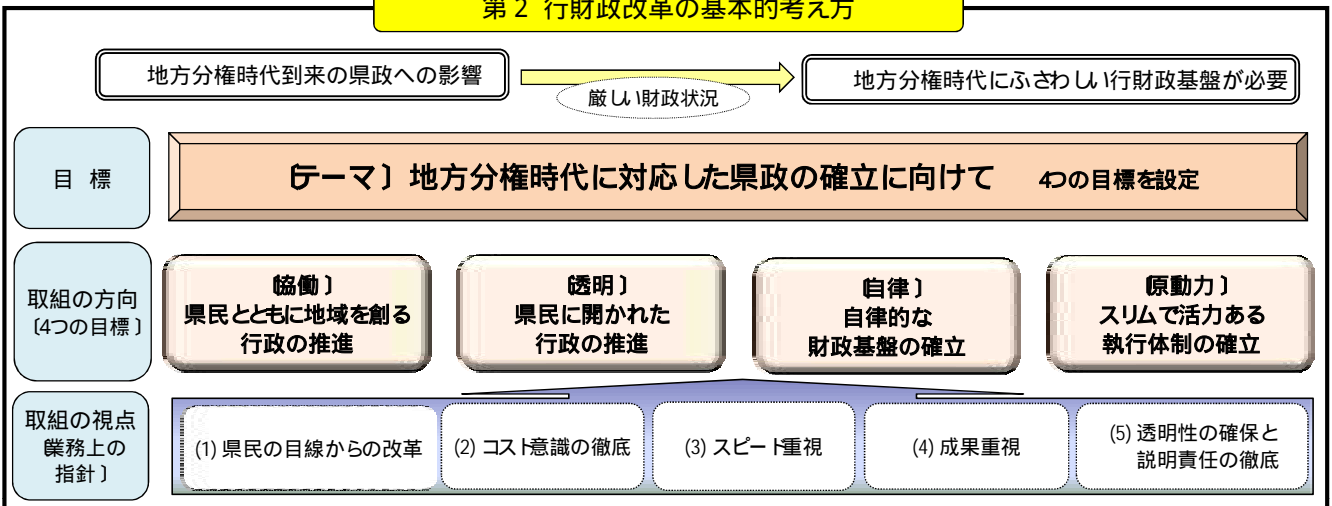 第2 行財政改革の基本的考え方
地方分権時代到来の県政への影響
厳しい財政状況
地方分権時代にふさわしい行財政基盤が必要
目 標
〔テーマ〕地方分権時代に対応した県政の確立に向けて 4つの目標を設定
取組の方向
〔4つの目標〕
〔協働〕
県民とともに地域を創る
行政の推進
〔透明〕
県民に開かれた
行政の推進
〔自律〕
自律的な
財政基盤の確立
〔原動力〕
スリムで活力ある
執行体制の確立
取組の視点
〔業務上の
指針〕
(1) 県民の目線からの改革
(2) コスト意識の徹底
(3) スピード重視
(4) 成果重視
(5) 透明性の確保と
説明責任の徹底